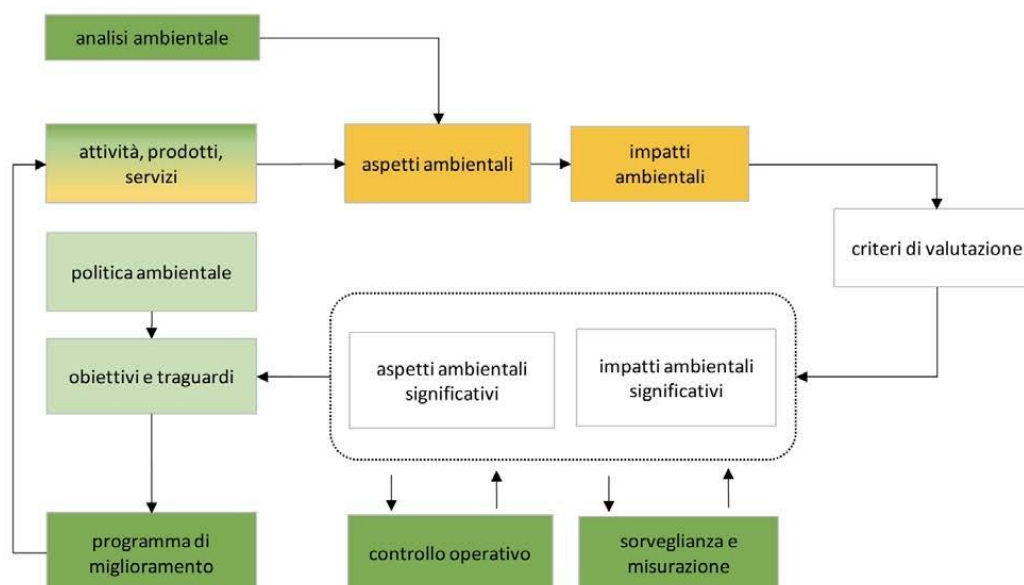 analisi ambientale
attività, prodotti,
servizi
aspetti ambientali
impatti
ambientali
criteri di valutazione
politica ambientale
obiettivi e traguardi
aspetti ambientali
significativi
impatti ambientali
significativi
programma di
miglioramento
controllo operativo
sorveglianza e
misurazione